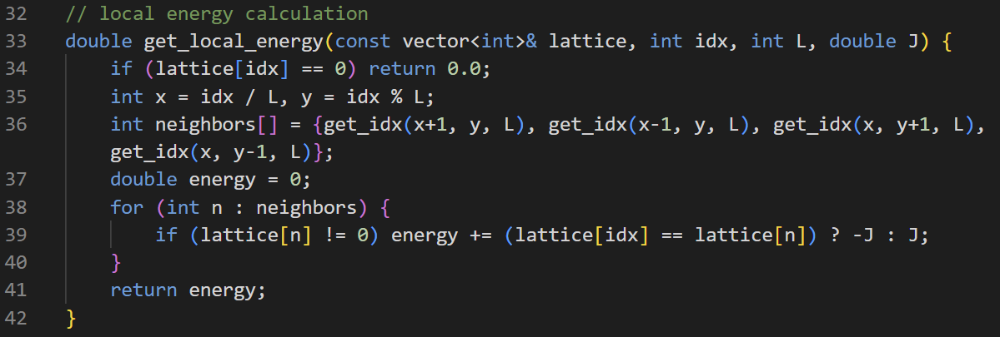 32 // local energy calculation
33 double get_local_energy(const vector<int>& lattice, int idx, int L, double J) {
34     if (lattice[idx] == 0) return 0.0;
35     int x = idx / L, y = idx % L;
36     int neighbors[] = {get_idx(x+1, y, L), get_idx(x-1, y, L), get_idx(x, y+1, L),
    get_idx(x, y-1, L)};
37     double energy = 0;
38     for (int n : neighbors) {
39         if (lattice[n] != 0) energy += (lattice[idx] == lattice[n]) ? -J : J;
40     }
41     return energy;
42 }